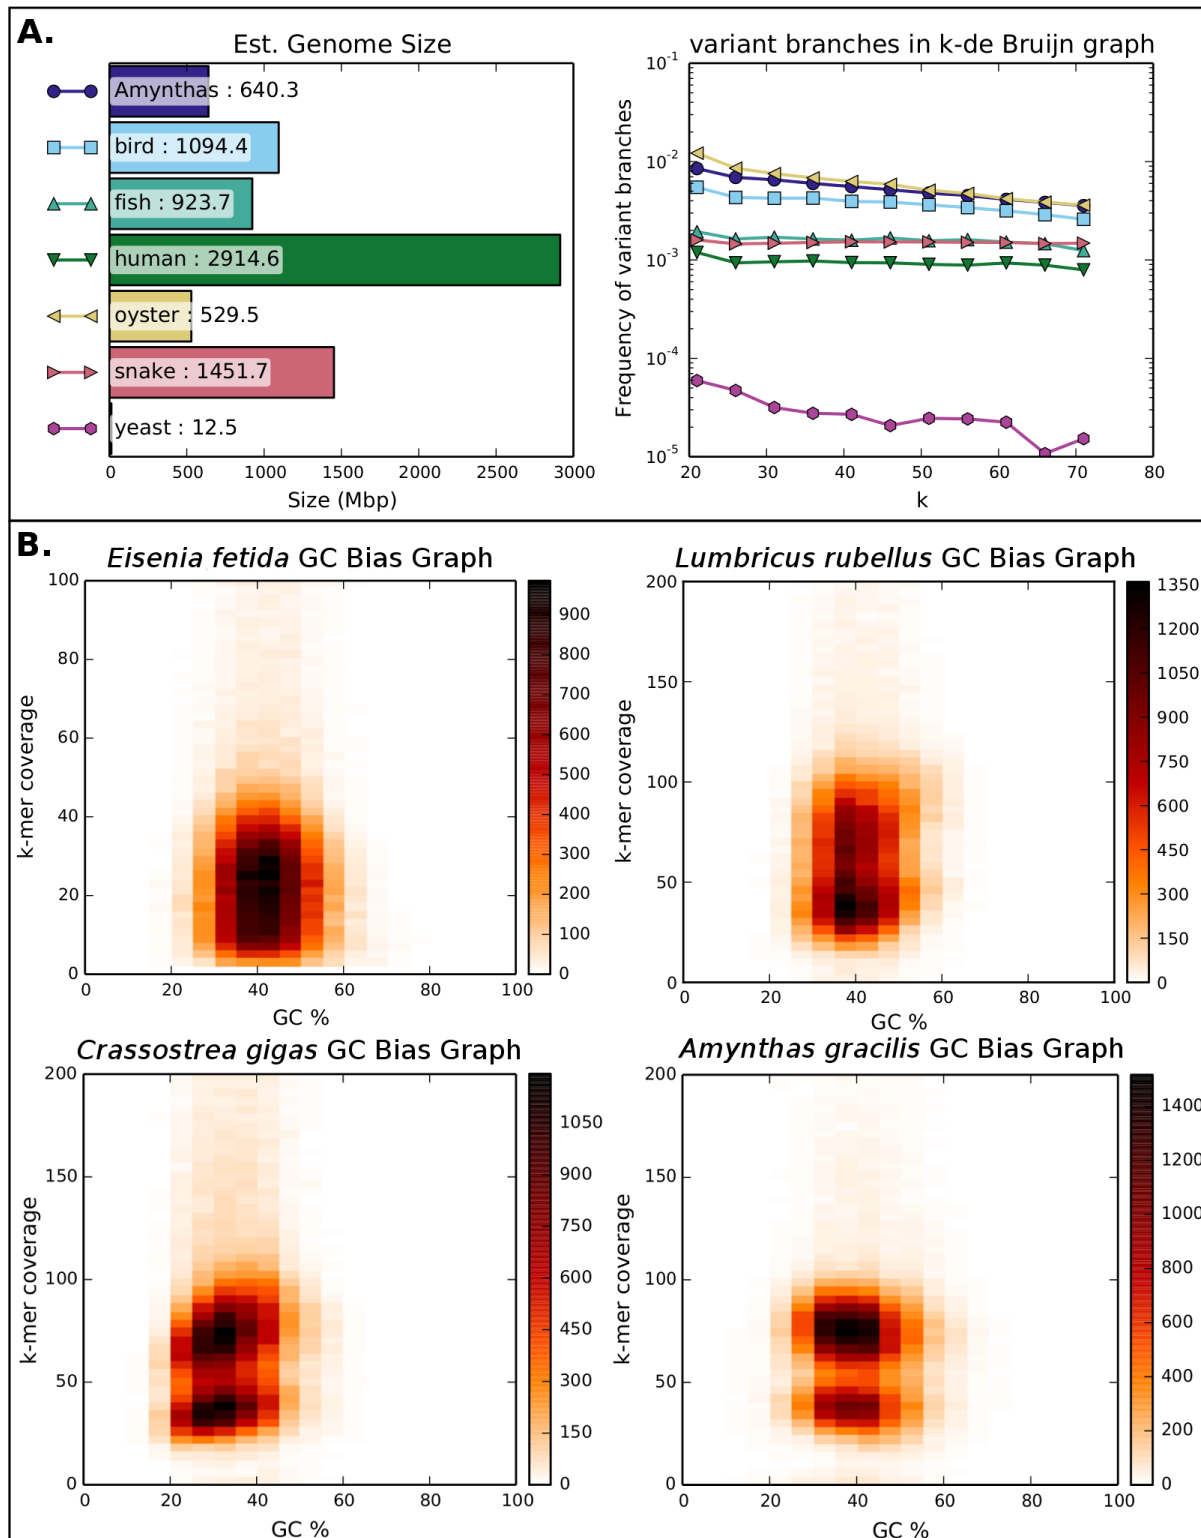 A.
Est. Genome Size
Amynthas : 640.3
bird : 1094.4
fish : 923.7
human : 2914.6
oyster : 529.5
snake : 1451.7
yeast : 12.5
0 500 1000 1500 2000 2500 3000
Size (Mbp)
variant branches in k-de Bruijn graph
Frequency of variant branches
10^-1
10^-2
10^-3
10^-4
10^-5
20 30 40 50 60 70 80
k
B.
Eisenia fetida GC Bias Graph
k-mer coverage
100
80
60
40
20
0
0 20 40 60 80 100
GC %
900
800
700
600
500
400
300
200
100
0
Lumbricus rubellus GC Bias Graph
k-mer coverage
200
150
100
50
0
0 20 40 60 80 100
GC %
1350
1200
1050
900
750
600
450
300
150
0
Crassostrea gigas GC Bias Graph
k-mer coverage
200
150
100
50
0
0 20 40 60 80 100
GC %
1050
900
750
600
450
300
150
0
Amynthas gracilis GC Bias Graph
k-mer coverage
200
150
100
50
0
0 20 40 60 80 100
GC %
1400
1200
1000
800
600
400
200
0